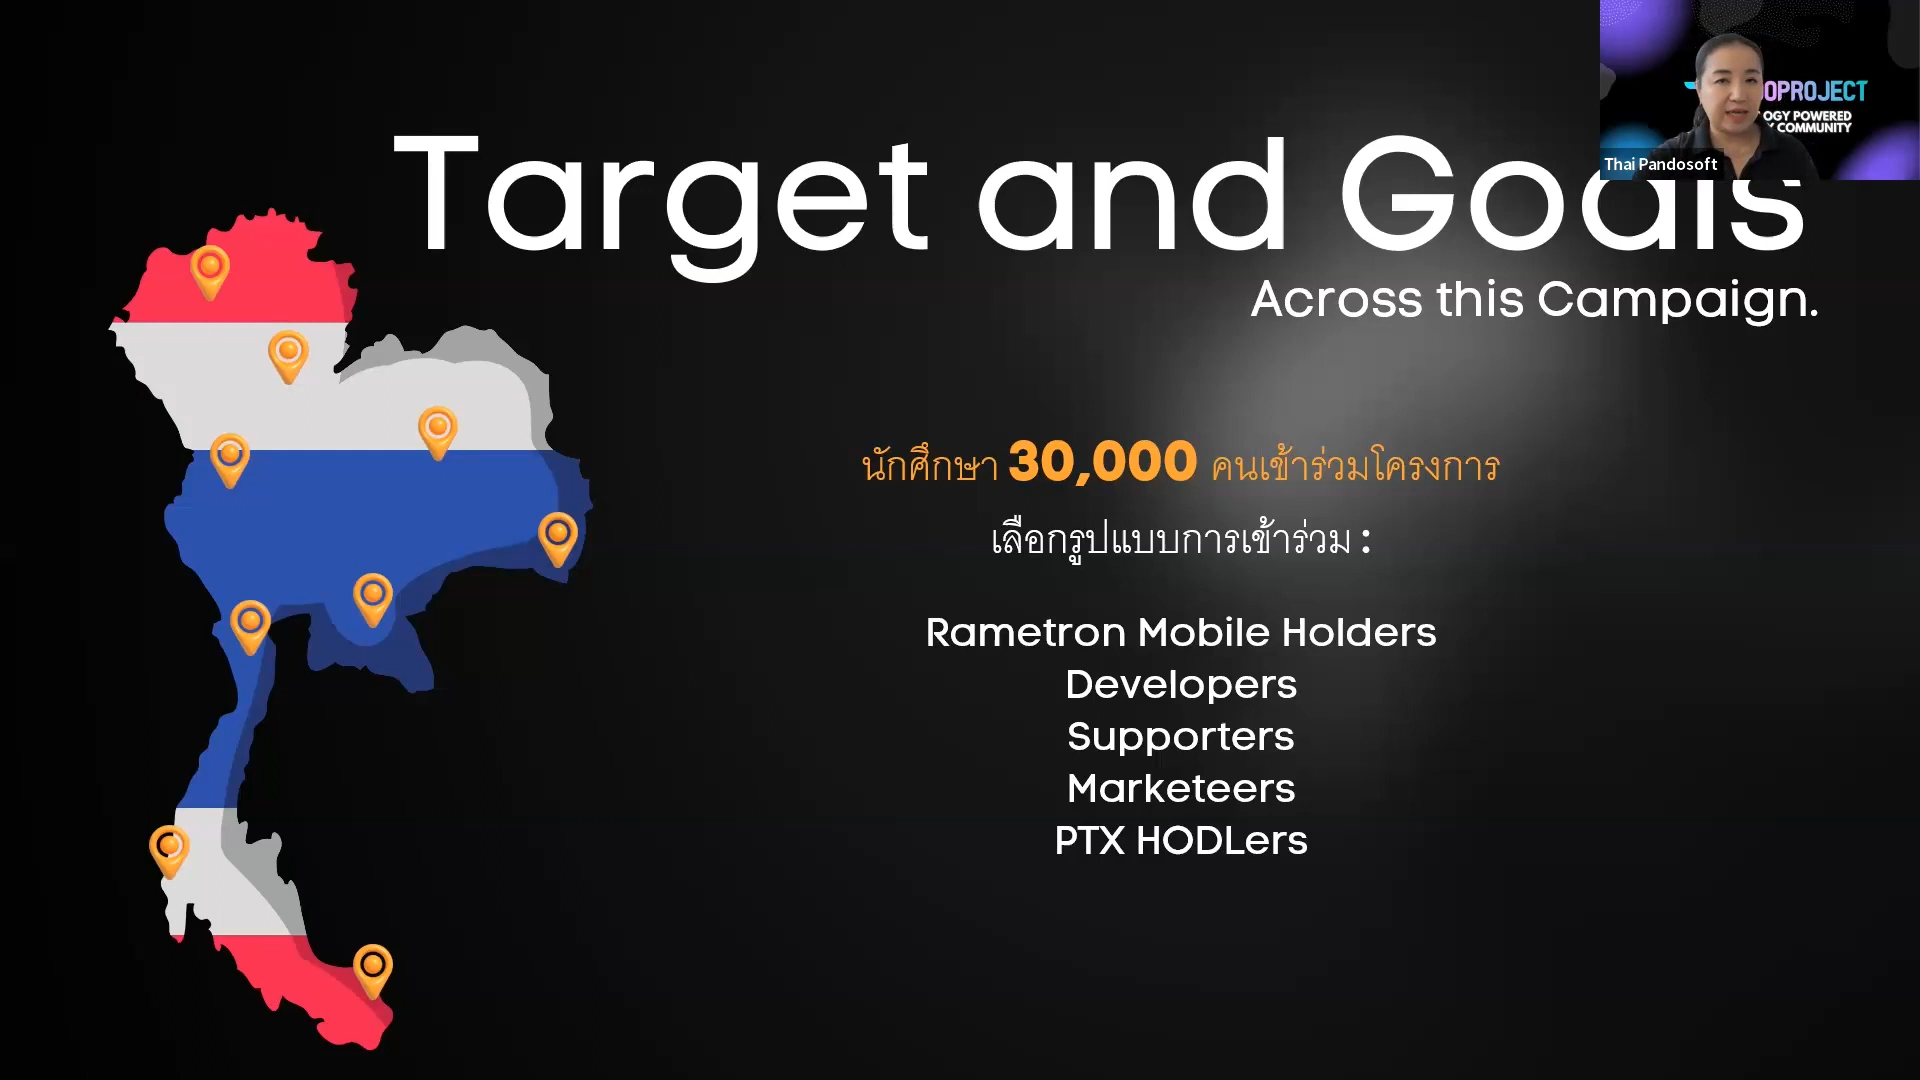 Target and Goals
Across this Campaign.
OPROJECT
OGY POWERED
Y COMMUNITY
Thai Pandosoft
นักศึกษา 30,000 คนเข้าร่วมโครงการ
เลือกรูปแบบการเข้าร่วม :
Rametron Mobile Holders
Developers
Supporters
Marketeers
PTX HODLers